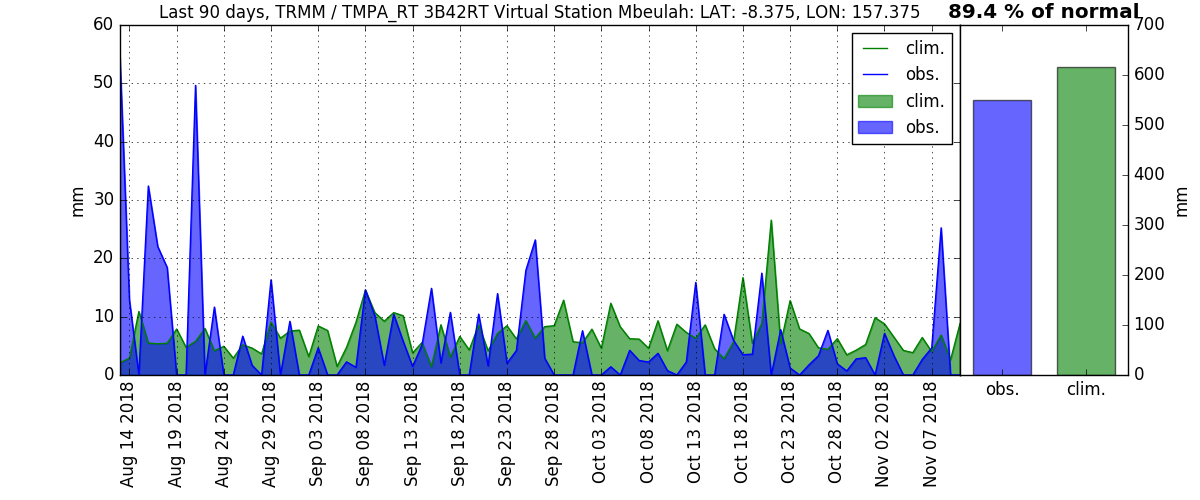 Last 90 days, TRMM / TMPA_RT 3B42RT Virtual Station Mbeulah: LAT: -8.375, LON: 157.375
89.4 % of normal
60
50
40
30
20
10
0
mm
clim.
obs.
clim.
obs.
Aug 14 2018
Aug 19 2018
Aug 24 2018
Aug 29 2018
Sep 03 2018
Sep 08 2018
Sep 13 2018
Sep 18 2018
Sep 23 2018
Sep 28 2018
Oct 03 2018
Oct 08 2018
Oct 13 2018
Oct 18 2018
Oct 23 2018
Oct 28 2018
Nov 02 2018
Nov 07 2018
700
600
500
400
300
200
100
0
mm
obs.
clim.